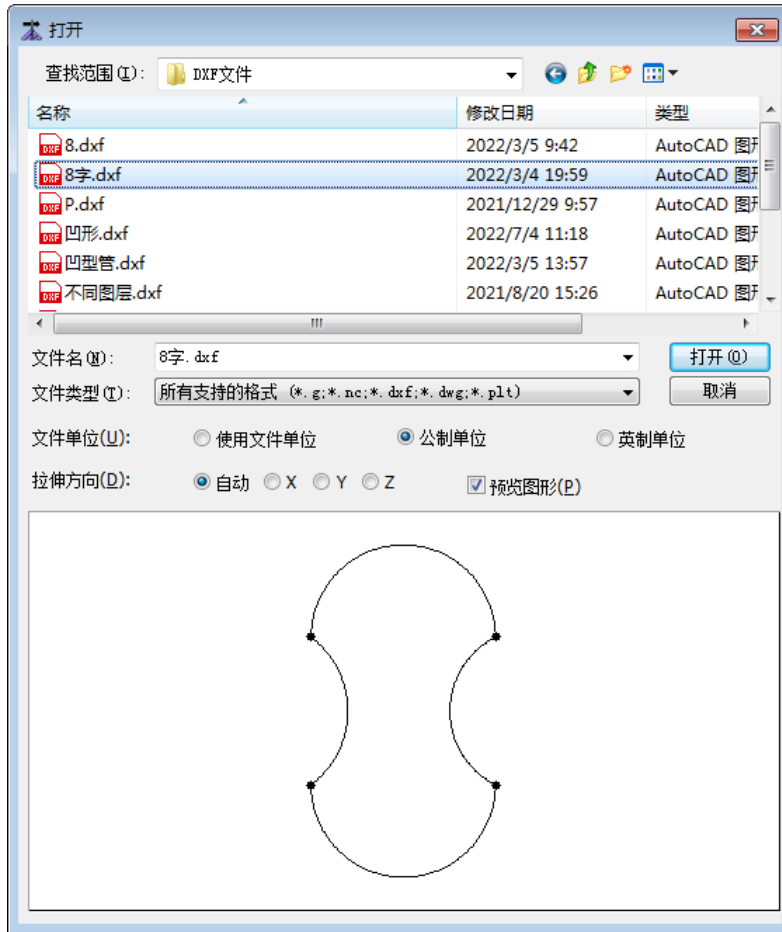 打开
查找范围(I): DXF文件
名称 修改日期 类型
8.dxf 2022/3/5 9:42 AutoCAD 图形
8字.dxf 2022/3/4 19:59 AutoCAD 图形
P.dxf 2021/12/29 9:57 AutoCAD 图形
凹形.dxf 2022/7/4 11:18 AutoCAD 图形
凹型管.dxf 2022/3/5 13:57 AutoCAD 图形
不同图层.dxf 2021/8/20 15:26 AutoCAD 图形
文件名(N): 8字.dxf 打开(O)
文件类型(T): 所有支持的格式 (*.g;*.nc;*.dxf;*.dwg;*.plt) 取消
文件单位(U): 使用文件单位 公制单位 英制单位
拉伸方向(D): 自动 X Y Z 预览图形(P)